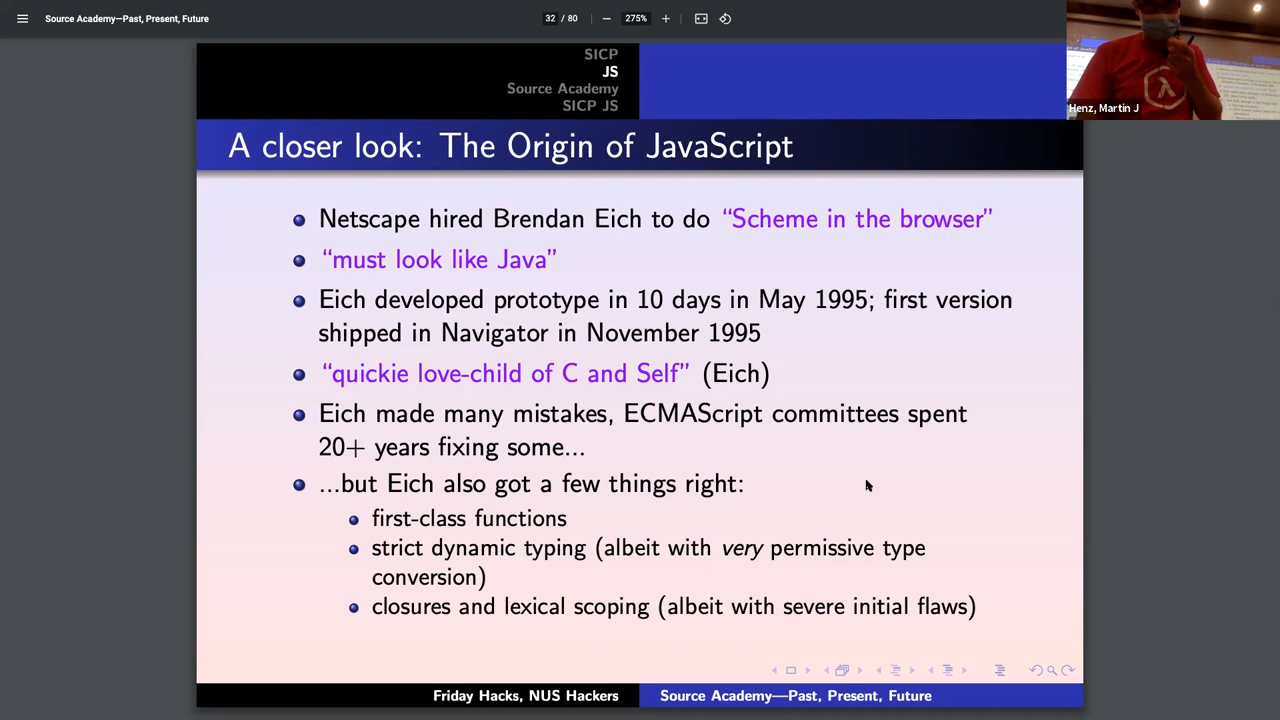 Source Academy—Past, Present, Future
32 / 80
275%
SICP
JS
Source Academy
SICP JS
Henz, Martin J
A closer look: The Origin of JavaScript
Netscape hired Brendan Eich to do “Scheme in the browser”
“must look like Java”
Eich developed prototype in 10 days in May 1995; first version
shipped in Navigator in November 1995
“quickie love-child of C and Self” (Eich)
Eich made many mistakes, ECMAScript committees spent
20+ years fixing some...
...but Eich also got a few things right:
first-class functions
strict dynamic typing (albeit with very permissive type
conversion)
closures and lexical scoping (albeit with severe initial flaws)
Friday Hacks, NUS Hackers
Source Academy—Past, Present, Future